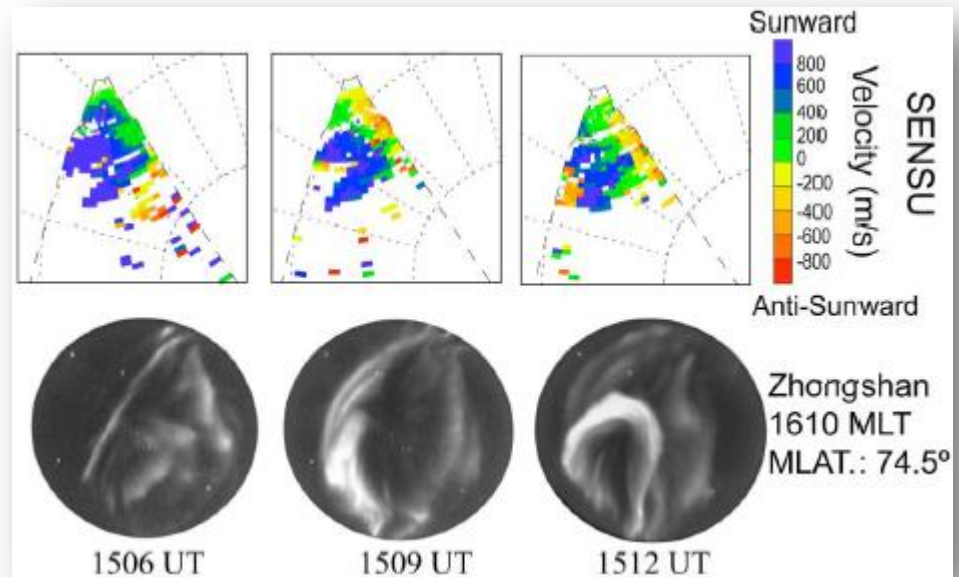 Sunward
800
600
400
200
0
-200
-400
-600
-800
Velocity (m/s)
SENSU
Anti-Sunward
Zhongshan
1610 MLT
MLAT.: 74.5º
1506 UT
1509 UT
1512 UT